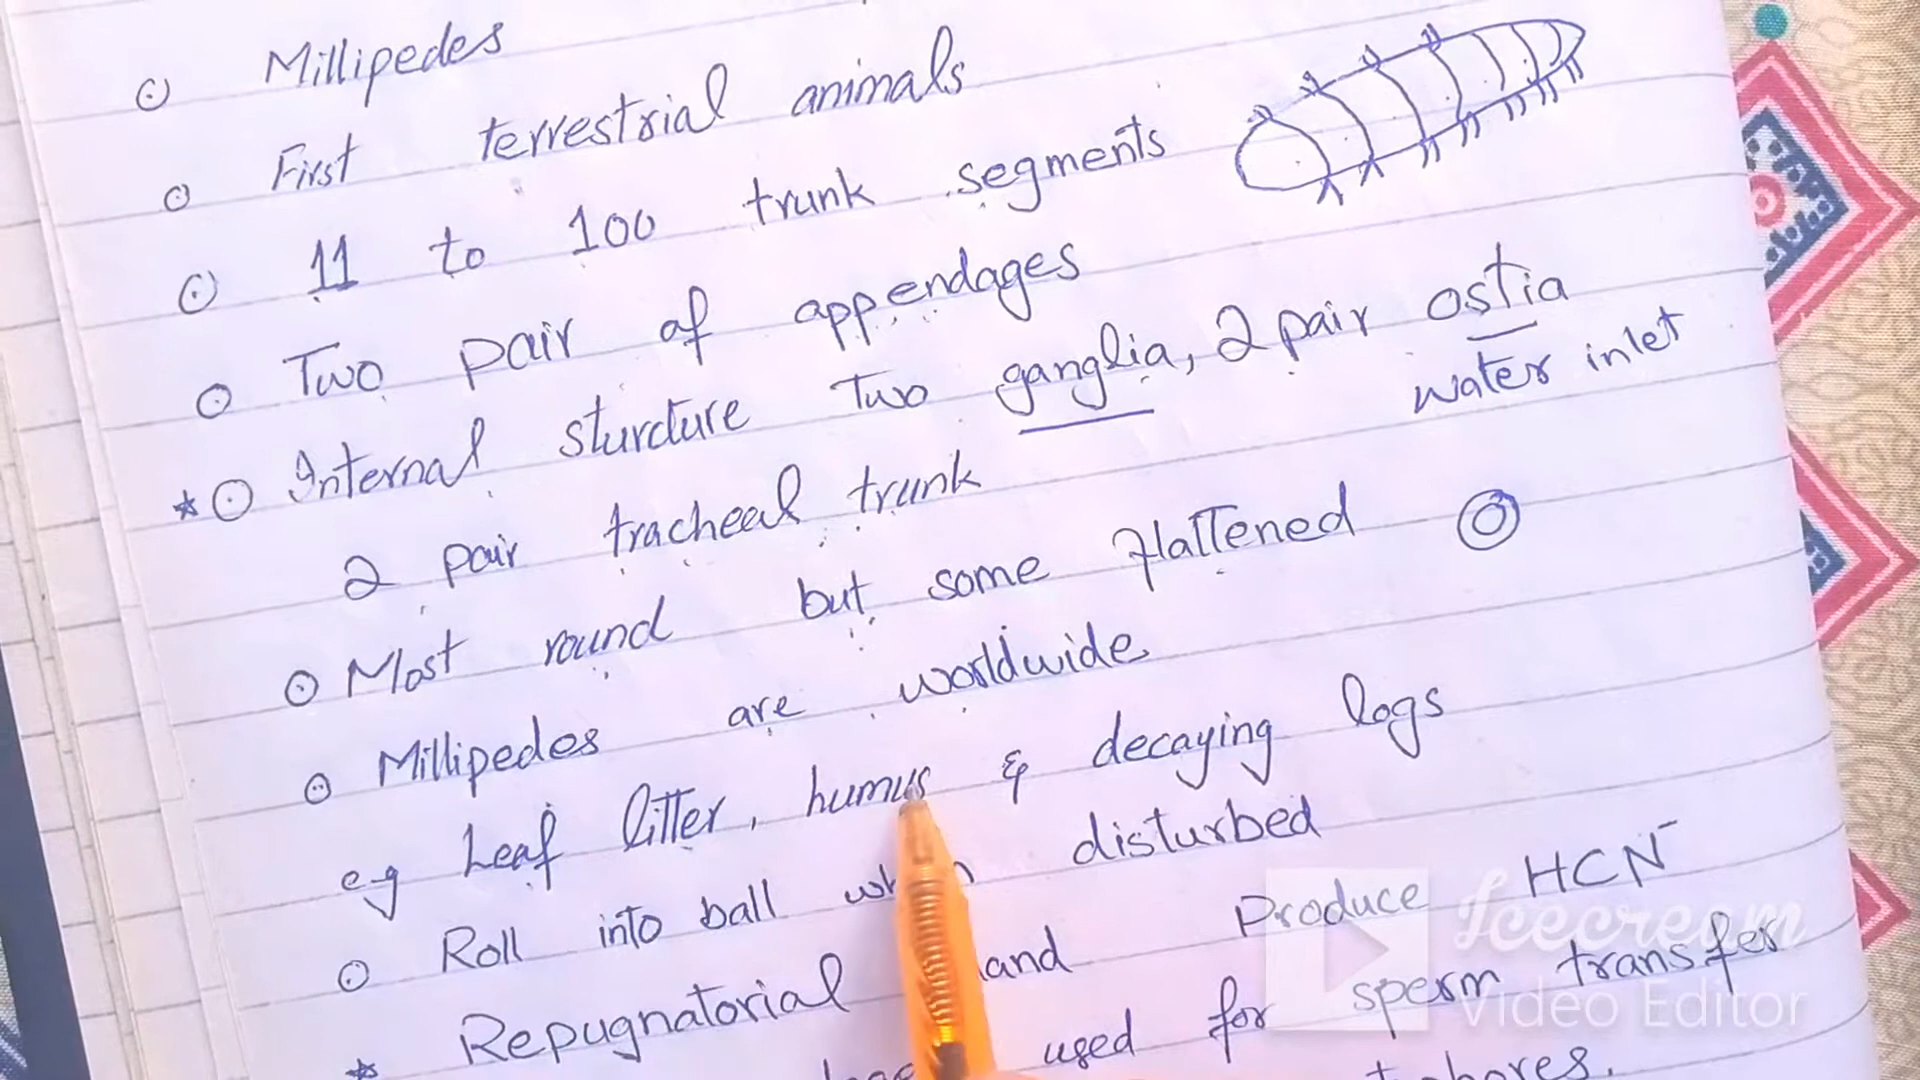 Millipedes
First terrestrial animals
11 to 100 trunk segments
Two pair of appendages
Internal sturcture Two ganglia, 2 pair ostia
water inlet
2 pair tracheal trunk
Most round but some flattened
Millipedes are worldwide
eg Leaf litter, humus & decaying logs
Roll into ball disturbed
Repugnatorial Produce HCN
used for sperm transfer
Icecream
Video Editor